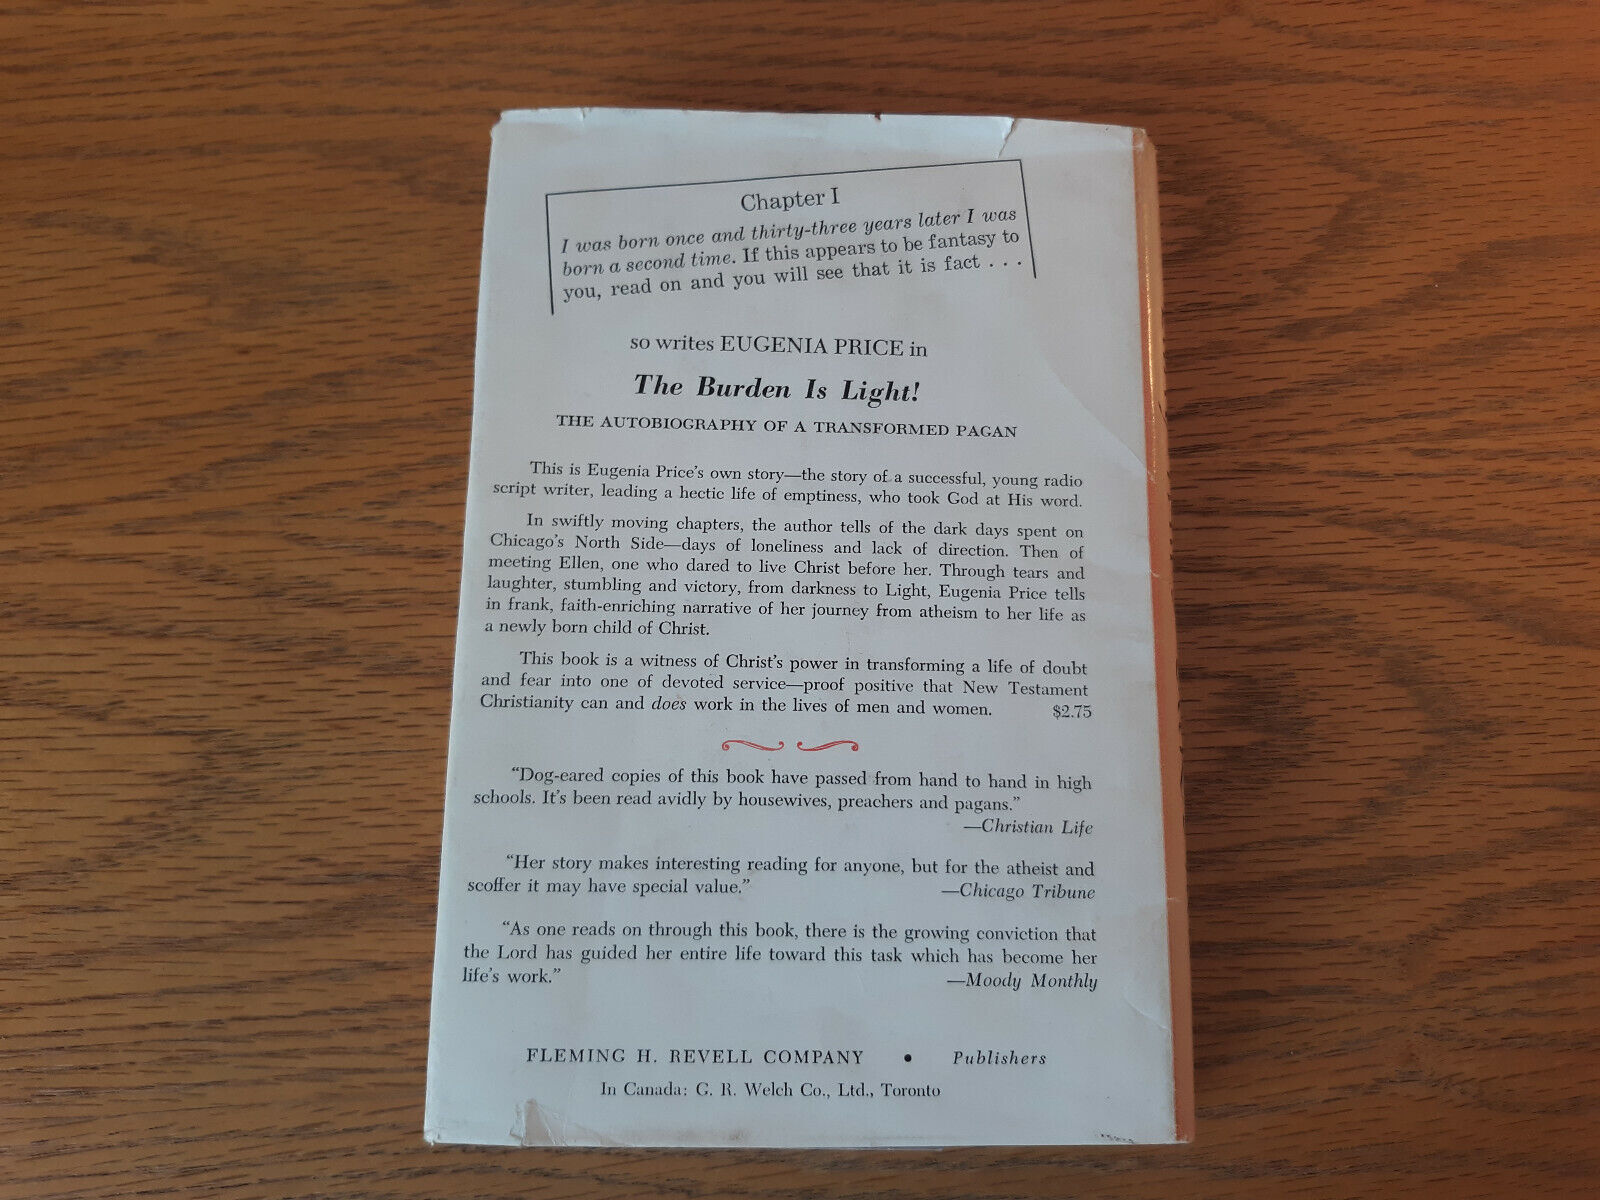 Chapter I
I was born once and thirty-three years later I was
born a second time. If this appears to be fantasy to
you, read on and you will see that it is fact . . .
so writes EUGENIA PRICE in
The Burden Is Light!
THE AUTOBIOGRAPHY OF A TRANSFORMED PAGAN
This is Eugenia Price's own story—the story of a successful, young radio
script writer, leading a hectic life of emptiness, who took God at His word.
In swiftly moving chapters, the author tells of the dark days spent on
Chicago's North Side—days of loneliness and lack of direction. Then of
meeting Ellen, one who dared to live Christ before her. Through tears and
laughter, stumbling and victory, from darkness to Light, Eugenia Price tells
in frank, faith-enriching narrative of her journey from atheism to her life as
a newly born child of Christ.
This book is a witness of Christ's power in transforming a life of doubt
and fear into one of devoted service—proof positive that New Testament
Christianity can and does work in the lives of men and women. $2.75
"Dog-eared copies of this book have passed from hand to hand in high
schools. It's been read avidly by housewives, preachers and pagans."
—Christian Life
"Her story makes interesting reading for anyone, but for the atheist and
scoffer it may have special value." —Chicago Tribune
"As one reads on through this book, there is the growing conviction that
the Lord has guided her entire life toward this task which has become her
life's work." —Moody Monthly
FLEMING H. REVELL COMPANY • Publishers
In Canada: G. R. Welch Co., Ltd., Toronto